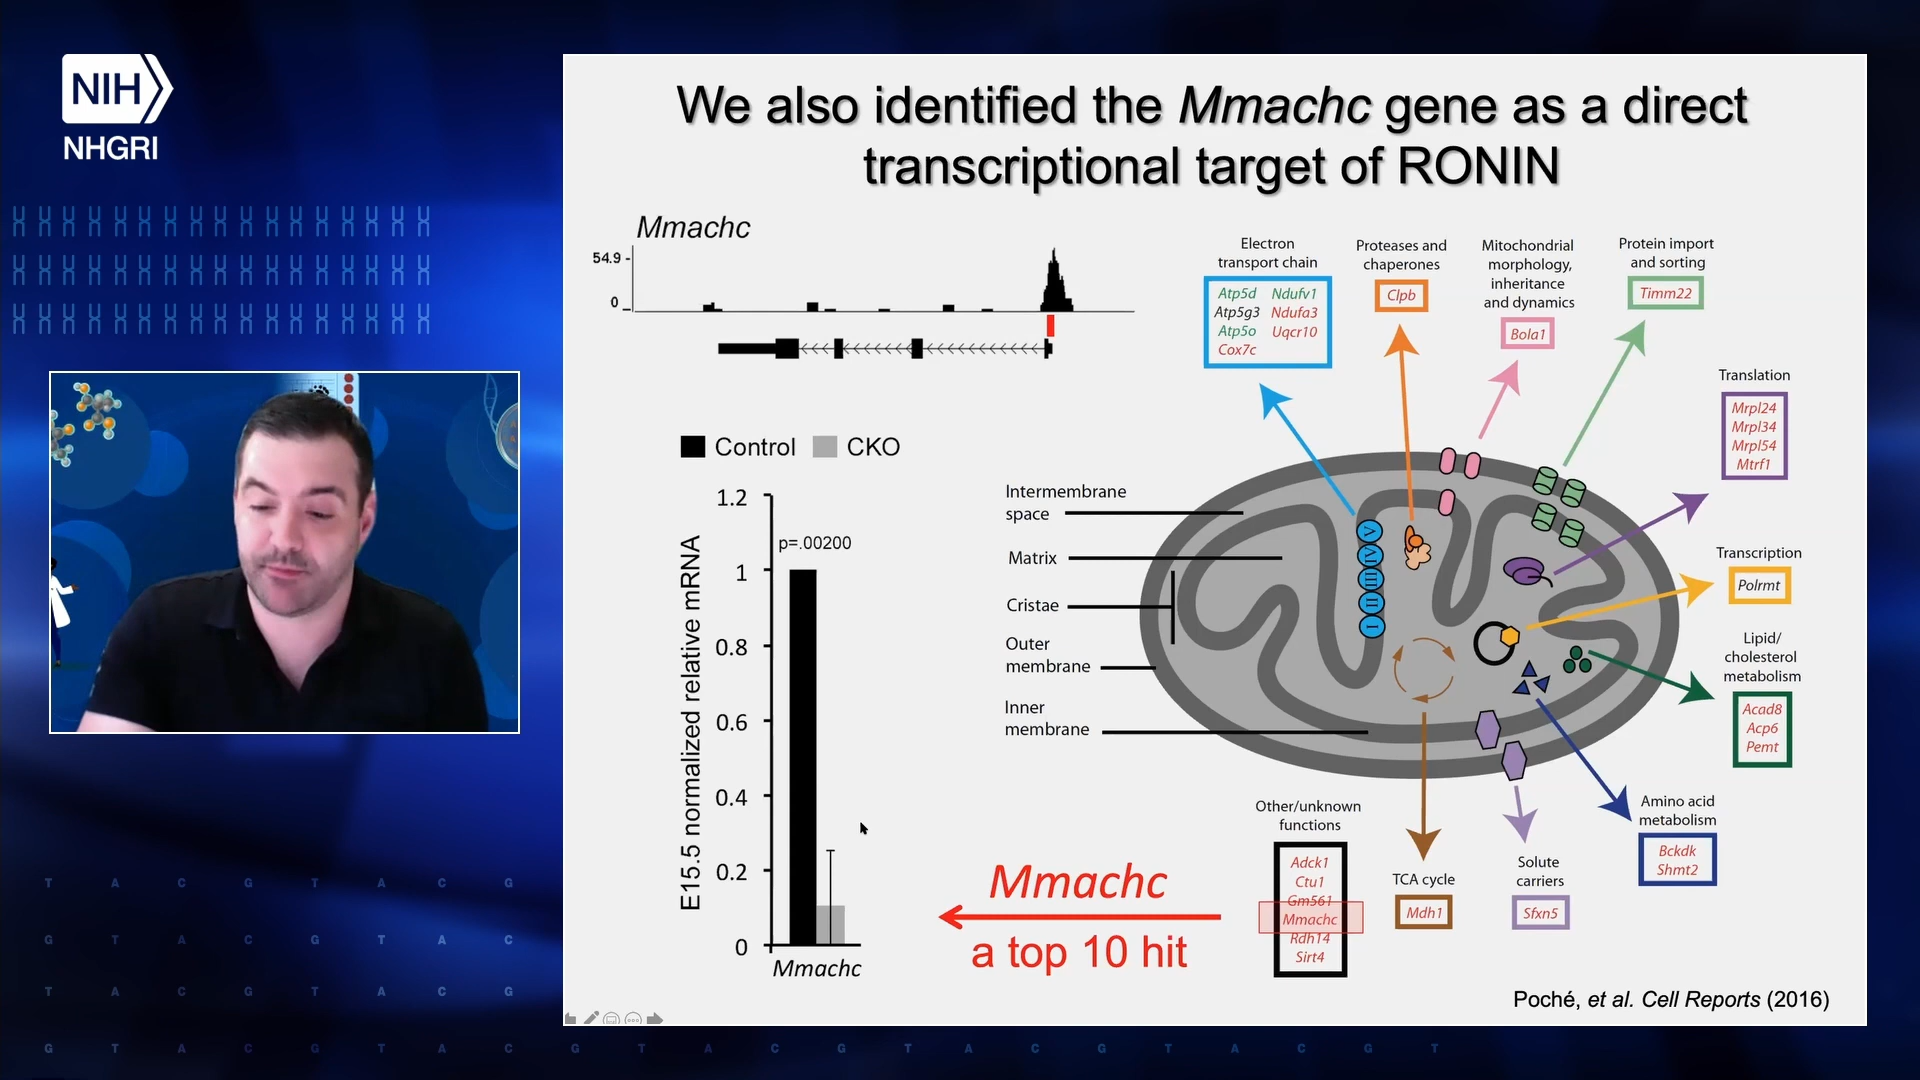 NIH
NHGRI
We also identified the Mmachc gene as a direct
transcriptional target of RONIN
Mmachc
54.9
0
Control
CKO
1.2
1
0.8
0.6
0.4
0.2
0
p=.00200
E15.5 normalized relative mRNA
Mmachc
Electron
transport chain
Atp5d Ndufv1
Atp5g3 Ndufa3
Atp5o Uqcr10
Cox7c
Proteases and
chaperones
Clpb
Mitochondrial
morphology,
inheritance
and dynamics
Bola1
Protein import
and sorting
Timm22
Translation
Mrpl24
Mrpl34
Mrpl54
Mtrf1
Transcription
Polrmt
Lipid/
cholesterol
metabolism
Acad8
Acp6
Pemt
Amino acid
metabolism
Bckdk
Shmt2
Solute
carriers
Sfxn5
TCA cycle
Mdh1
Other/unknown
functions
Adck1
Ctu1
Gm561
Mmachc
Rdh14
Sirt4
Intermembrane
space
Matrix
Cristae
Outer
membrane
Inner
membrane
V
IV
III
II
I
Mmachc
a top 10 hit
Poché, et al. Cell Reports (2016)
T A C G T A C G
G T A C G T A C
T A C G T A C G
G T A C G T A C G T A C G T A C G T A C G T